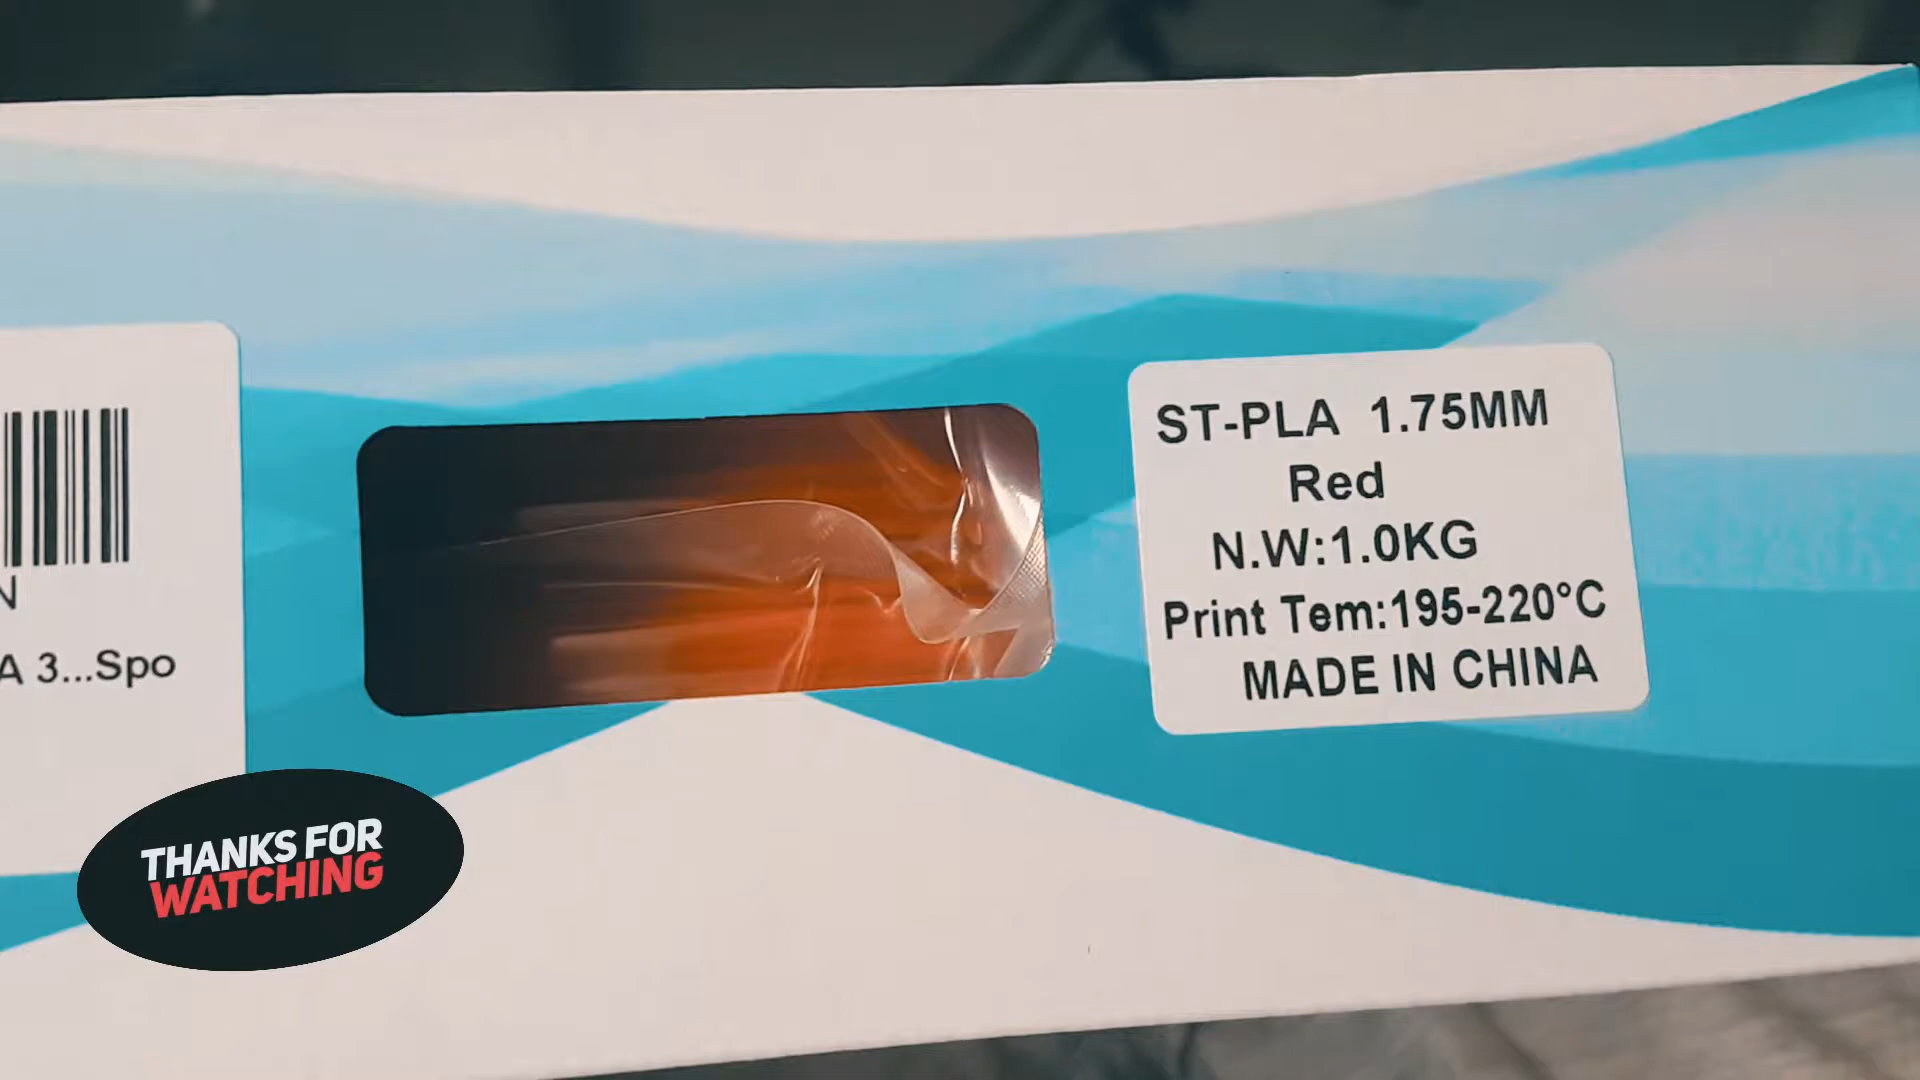 N
A 3...Spo
ST-PLA 1.75MM
Red
N.W:1.0KG
Print Tem:195-220°C
MADE IN CHINA
THANKS FOR
WATCHING